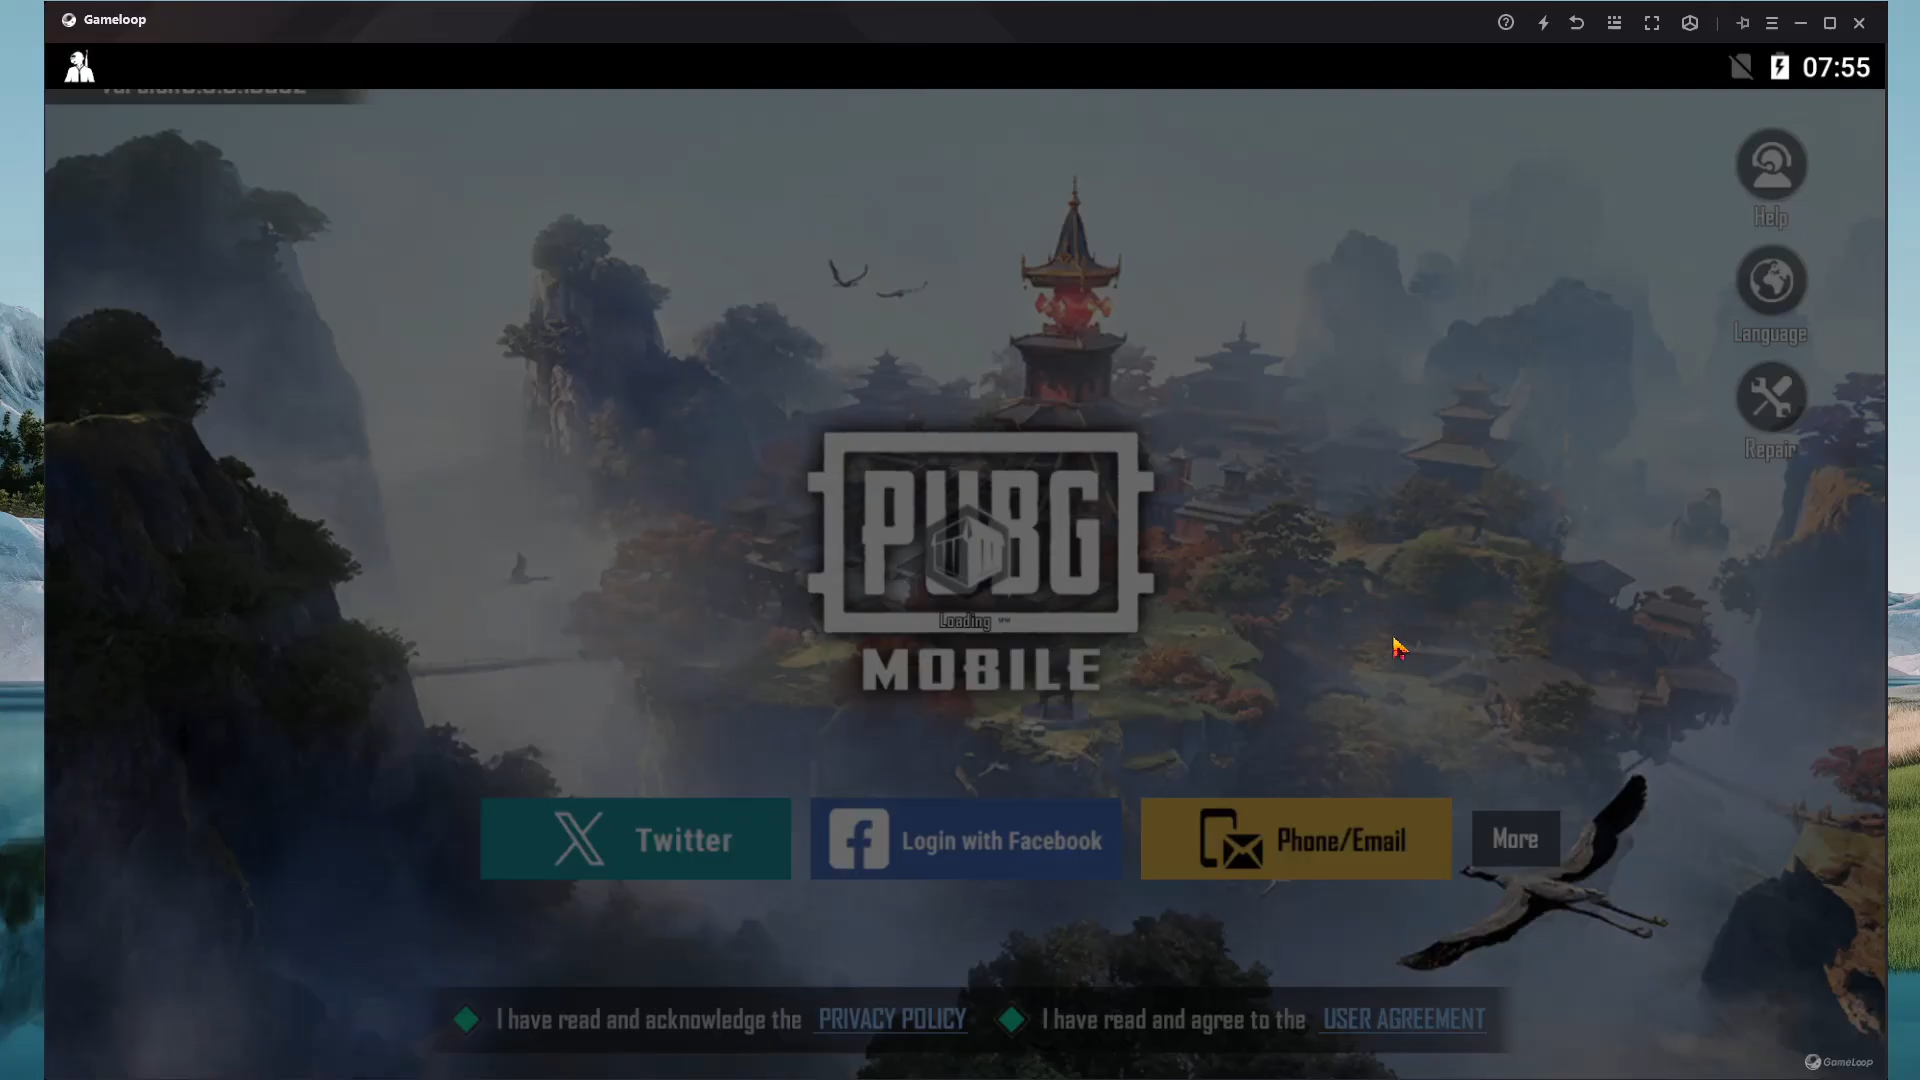 Gameloop
07:55
Help
Language
Repair
PUBG
Loading
MOBILE
Twitter
Login with Facebook
Phone/Email
More
I have read and acknowledge the PRIVACY POLICY
I have read and agree to the USER AGREEMENT
GameLoop